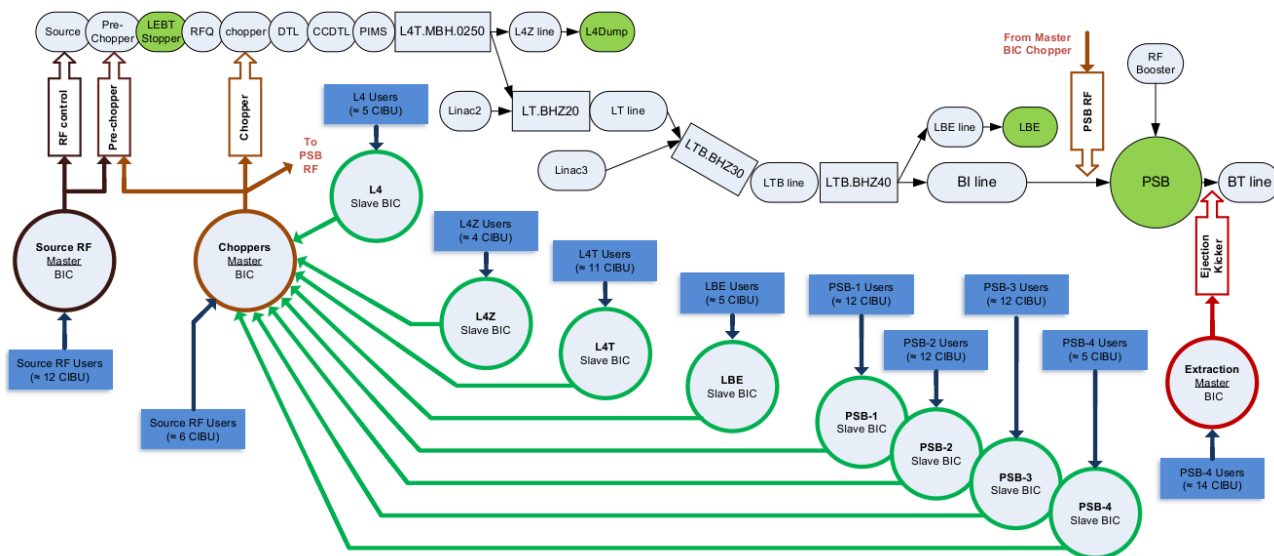 Source
Pre-
Chopper
LEBT
Stopper
RFQ
chopper
DTL
CCDTL
PIMS
L4T.MBH.0250
L4Z line
L4Dump
From Master
BIC Chopper
RF
Booster
RF control
Pre-chopper
Chopper
To
PSB
RF
L4 Users
(≈ 5 CIBU)
Linac2
LT.BHZ20
LT line
Linac3
LTB.BHZ30
LTB line
LTB.BHZ40
LBE line
LBE
BI line
PSB RF
PSB
BT line
Ejection
Kicker
L4
Slave BIC
Source RF
Master
BIC
Choppers
Master
BIC
L4Z Users
(≈ 4 CIBU)
L4T Users
(≈ 11 CIBU)
LBE Users
(≈ 5 CIBU)
PSB-1 Users
(≈ 12 CIBU)
PSB-3 Users
(≈ 12 CIBU)
PSB-2 Users
(≈ 12 CIBU)
PSB-4 Users
(≈ 5 CIBU)
L4Z
Slave BIC
L4T
Slave BIC
LBE
Slave BIC
PSB-1
Slave BIC
PSB-2
Slave BIC
PSB-3
Slave BIC
PSB-4
Slave BIC
Extraction
Master
BIC
Source RF Users
(≈ 12 CIBU)
Source RF Users
(≈ 6 CIBU)
PSB-4 Users
(≈ 14 CIBU)